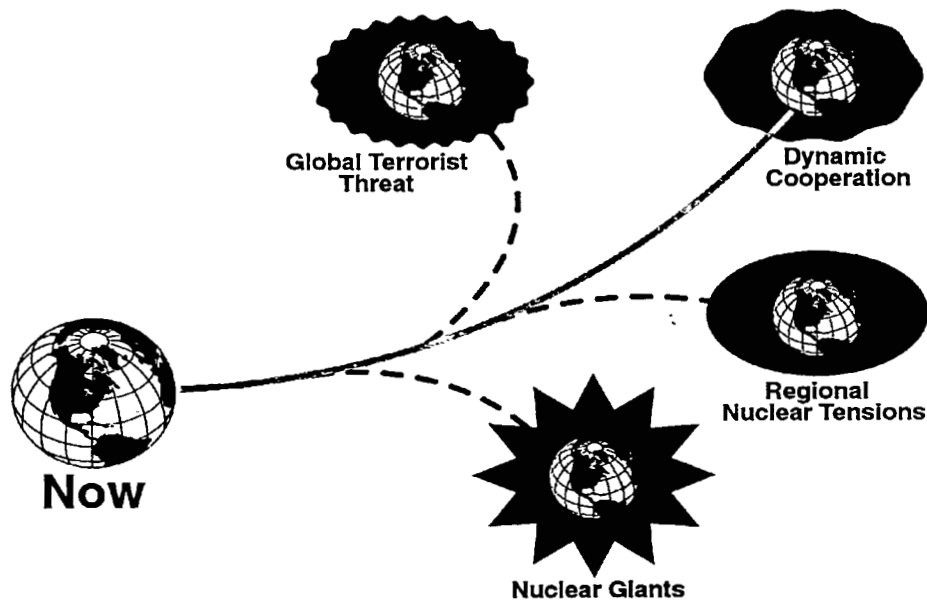 Global Terrorist
Threat
Dynamic
Cooperation
Regional
Nuclear Tensions
Now
Nuclear Giants